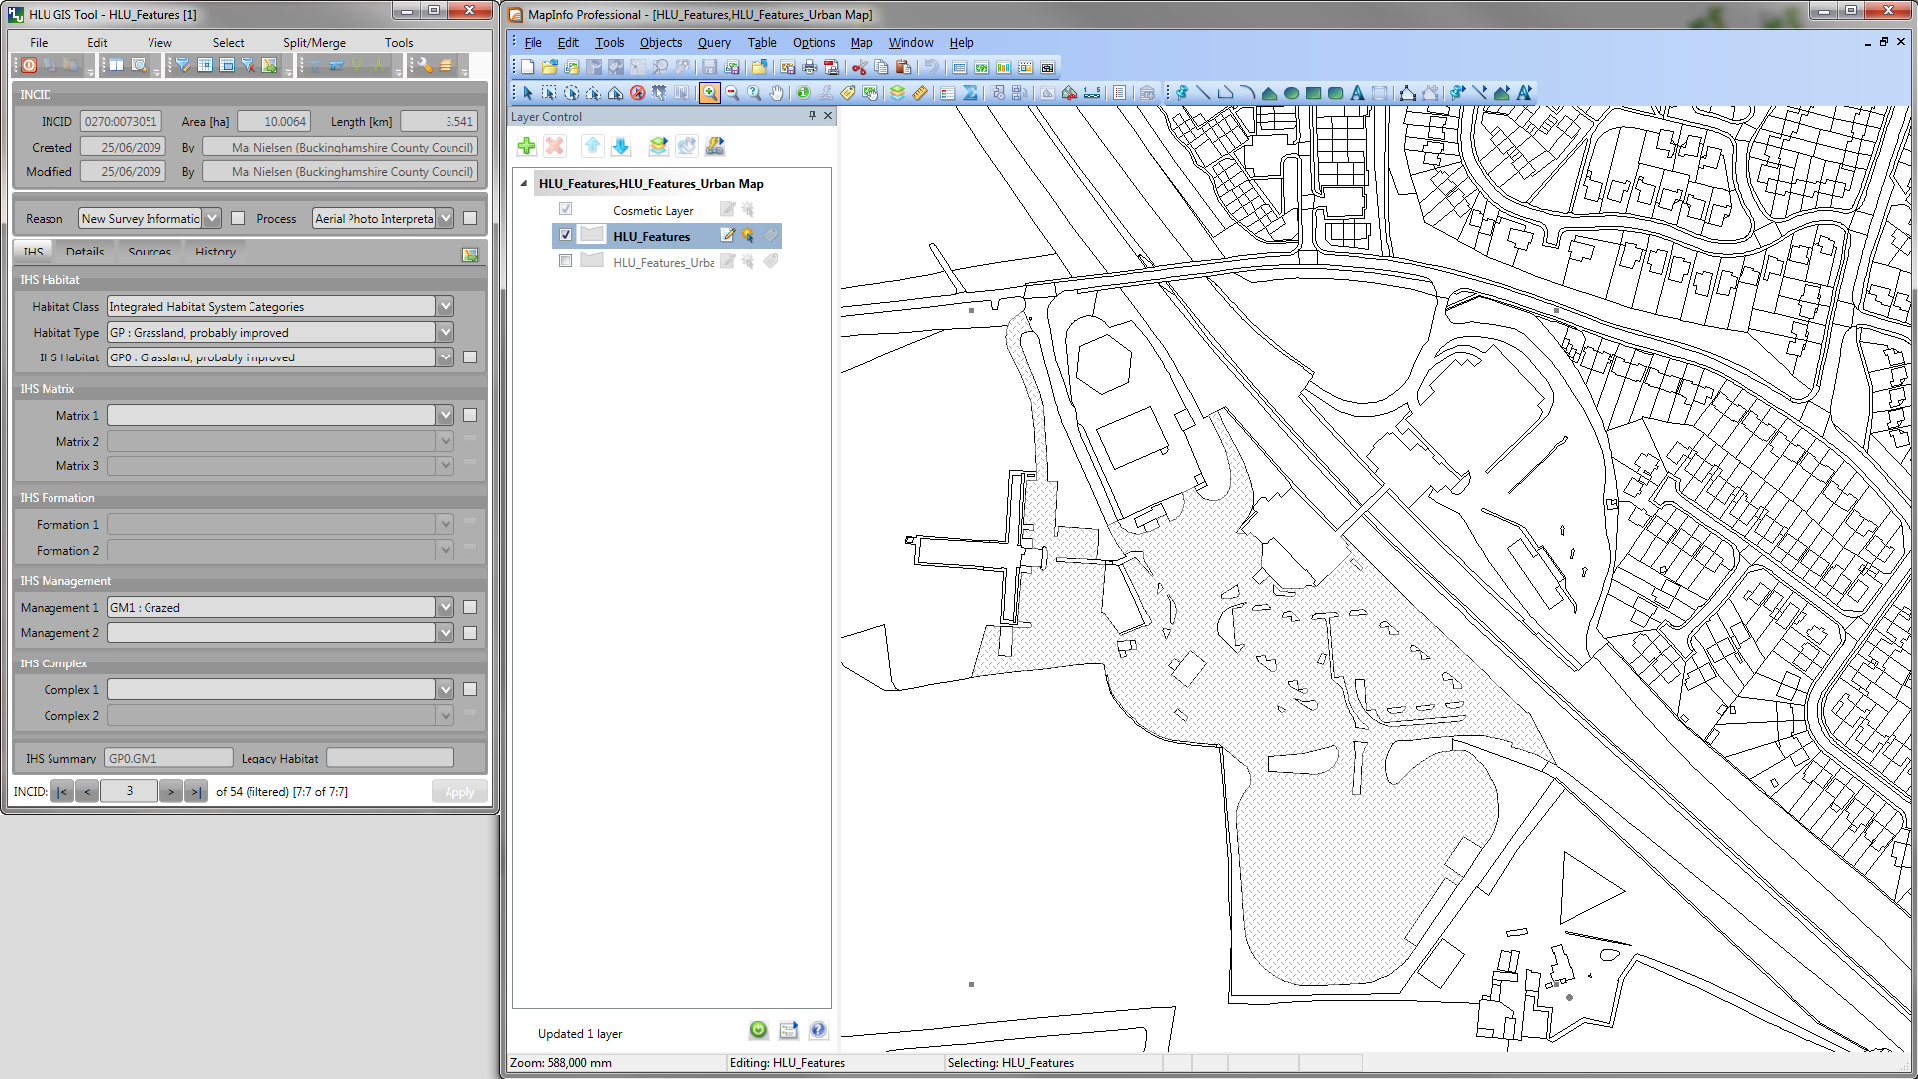 HLU GIS Tool - HLU_Features [1]
File Edit View Select Split/Merge Tools
INCID
INCID 0270:0073051 Area [ha] 10.0064 Length [km] 3.541
Created 25/06/2009 By Mai Nielsen (Buckinghamshire County Council)
Modified 25/06/2009 By Mai Nielsen (Buckinghamshire County Council)
Reason New Survey Informatic Process Aerial Photo Interpreta
IHS Details Sources History
IHS Habitat
Habitat Class Integrated Habitat System Categories
Habitat Type GP : Grassland, probably improved
IHS Habitat GP0 : Grassland, probably improved
IHS Matrix
Matrix 1
Matrix 2
Matrix 3
IHS Formation
Formation 1
Formation 2
IHS Management
Management 1 GM1 : Grazed
Management 2
IHS Complex
Complex 1
Complex 2
IHS Summary GP0.GM1 Legacy Habitat
INCID: |< < 3 > >| of 54 (filtered) [7:7 of 7:7] Apply
MapInfo Professional - [HLU_Features,HLU_Features_Urban Map]
File Edit Tools Objects Query Table Options Map Window Help
Layer Control
HLU_Features,HLU_Features_Urban Map
Cosmetic Layer
HLU_Features
HLU_Features_Urba
Updated 1 layer
Zoom: 588,000 mm Editing: HLU_Features Selecting: HLU_Features